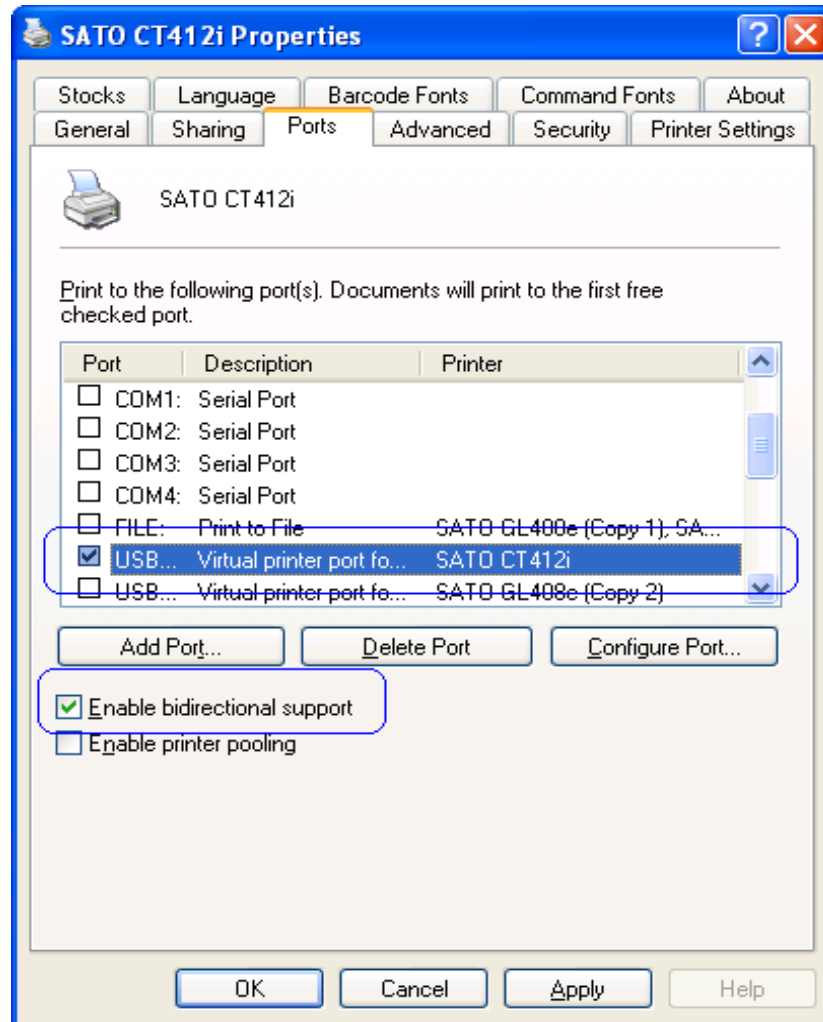 SATO CT412i Properties
Stocks Language Barcode Fonts Command Fonts About
General Sharing Ports Advanced Security Printer Settings
SATO CT412i
Print to the following port(s). Documents will print to the first free
checked port.
Port Description Printer
COM1: Serial Port
COM2: Serial Port
COM3: Serial Port
COM4: Serial Port
FILE: Print to File SATO GL400e (Copy 1), SA...
USB... Virtual printer port fo... SATO CT412i
USB... Virtual printer port fo... SATO GL408e (Copy 2)
Add Port... Delete Port Configure Port...
Enable bidirectional support
Enable printer pooling
OK Cancel Apply Help